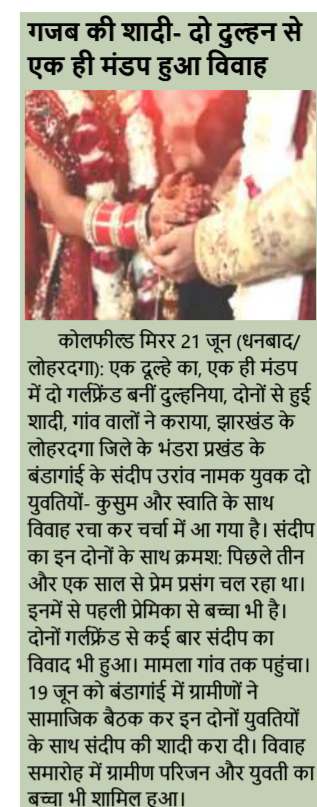 गजब की शादी- दो दुल्हन से
एक ही मंडप हुआ विवाह
कोलफील्ड मिरर 21 जून (धनबाद/
लोहरदगा): एक दूल्हे का, एक ही मंडप
में दो गर्लफ्रेंड बनीं दुल्हनिया, दोनों से हुई
शादी, गांव वालों ने कराया, झारखंड के
लोहरदगा जिले के भंडरा प्रखंड के
बंडागांई के संदीप उरांव नामक युवक दो
युवतियों- कुसुम और स्वाति के साथ
विवाह रचा कर चर्चा में आ गया है। संदीप
का इन दोनों के साथ क्रमश: पिछले तीन
और एक साल से प्रेम प्रसंग चल रहा था।
इनमें से पहली प्रेमिका से बच्चा भी है।
दोनों गर्लफ्रेंड से कई बार संदीप का
विवाद भी हुआ। मामला गांव तक पहुंचा।
19 जून को बंडागांई में ग्रामीणों ने
सामाजिक बैठक कर इन दोनों युवतियों
के साथ संदीप की शादी करा दी। विवाह
समारोह में ग्रामीण परिजन और युवती का
बच्चा भी शामिल हुआ।